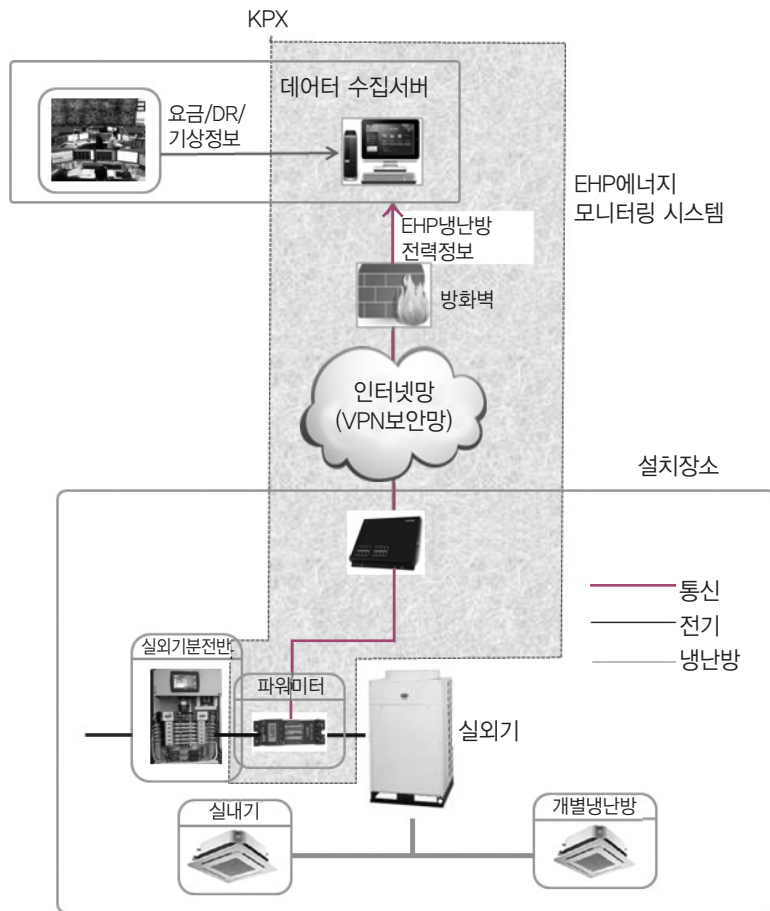 KPX
데어터 수집서버
요금/DR/
기상정보
EHP에너지
모니터링 시스템
EHP냉난방
전력정보
방화벽
인터넷망
(VPN보안망)
설치장소
통신
전기
냉난방
실외기분전반
파워미터
실외기
실내기
개별냉난방